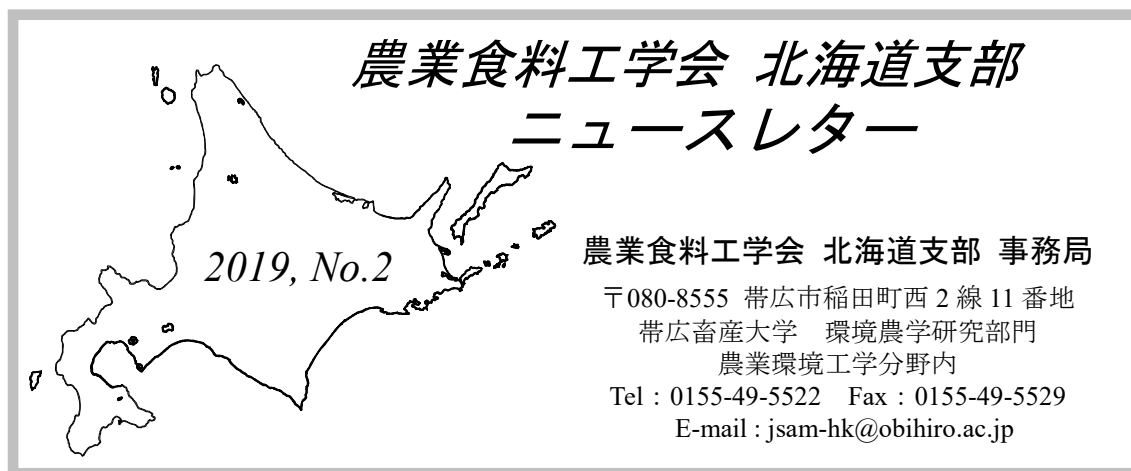 農業食料工学会 北海道支部
ニュースレター
2019, No.2
農業食料工学会 北海道支部 事務局
〒080-8555 帯広市稲田町西 2 線 11 番地
帯広畜産大学　環境農学研究部門
農業環境工学分野内
Tel：0155-49-5522　Fax：0155-49-5529
E-mail : jsam-hk@obihiro.ac.jp